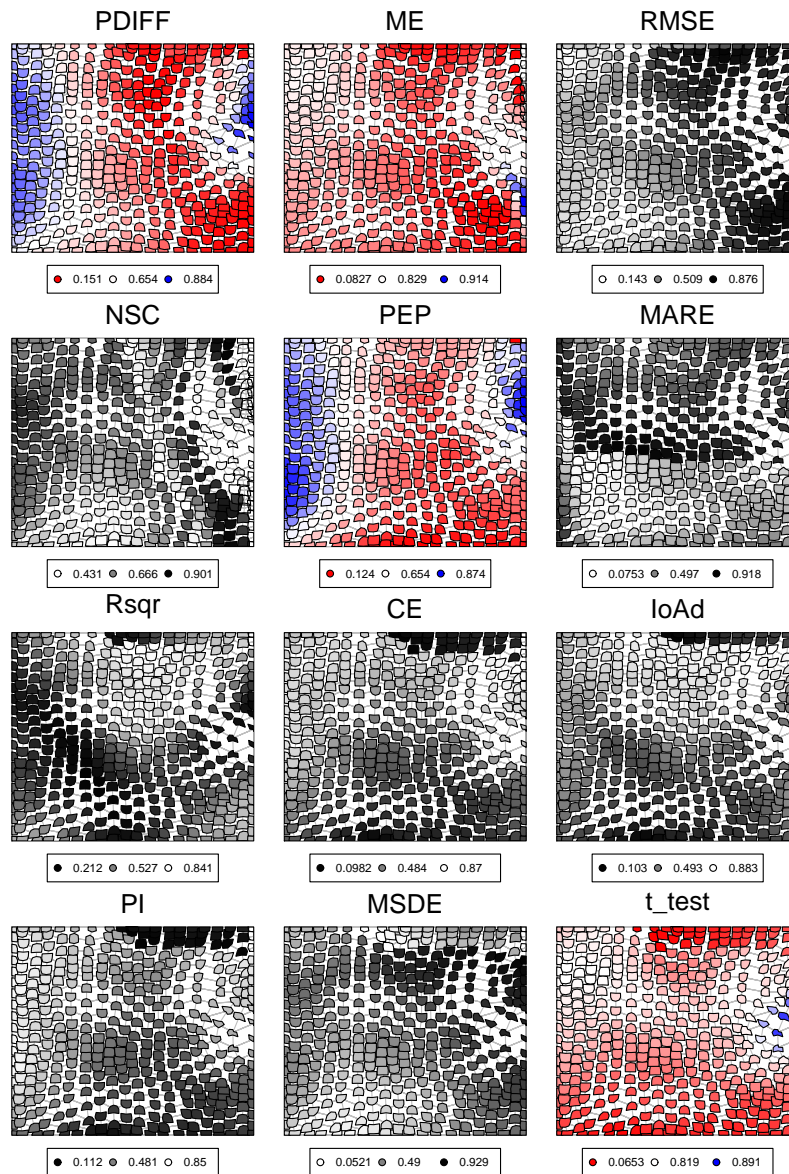 PDIFF ME RMSE
0.151 0.654 0.884 0.0827 0.829 0.914 0.143 0.509 0.876
NSC PEP MARE
0.431 0.666 0.901 0.124 0.654 0.874 0.0753 0.497 0.918
Rsqr CE IoAd
0.212 0.527 0.841 0.0982 0.484 0.87 0.103 0.493 0.883
PI MSDE t_test
0.112 0.481 0.85 0.0521 0.49 0.929 0.0653 0.819 0.891